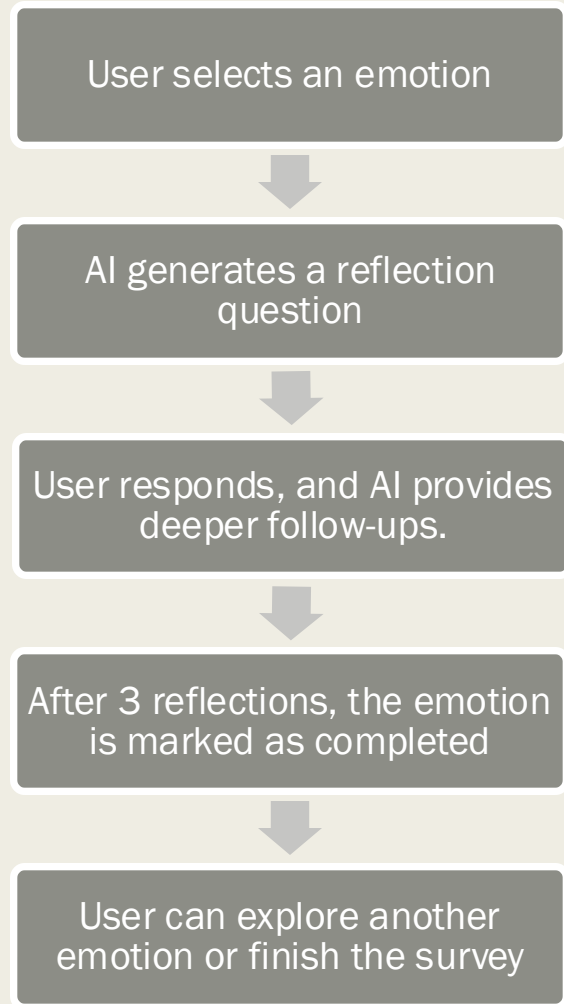 User selects an emotion
AI generates a reflection
question
User responds, and AI provides
deeper follow-ups.
After 3 reflections, the emotion
is marked as completed
User can explore another
emotion or finish the survey